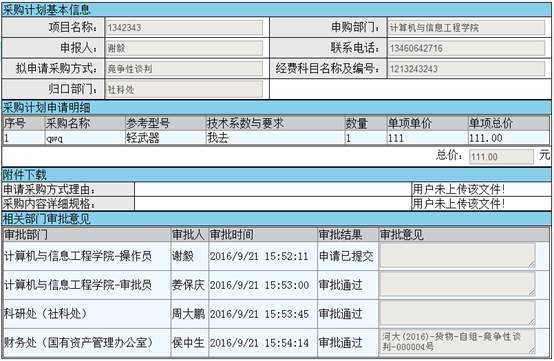 采购计划基本信息
项目名称: 1342343 申购部门: 计算机与信息工程学院
申报人: 谢毅 联系电话: 13460642716
拟申请采购方式: 竞争性谈判 经费科目名称及编号: 1213243243
归口部门: 社科处
采购计划申请明细
序号 采购名称 参考型号 技术系数与要求 数量 单项单价 单项总价
1 qwq 轻武器 我去 1 111 111.00
总价: 111.00 元
附件下载
申请采购方式理由: 用户未上传该文件!
采购内容详细规格: 用户未上传该文件!
相关部门审批意见
审批部门 审批人 审批时间 审批结果 审批意见
计算机与信息工程学院-操作员 谢毅 2016/9/21 15:52:11 申请已提交
计算机与信息工程学院-审批员 姜保庆 2016/9/21 15:53:00 审批通过
科研处（社科处） 周大鹏 2016/9/21 15:53:45 审批通过
财务处（国有资产管理办公室） 侯中生 2016/9/21 15:54:14 审批通过 河大(2016)-货物-自组-竞争性谈
判-000004号